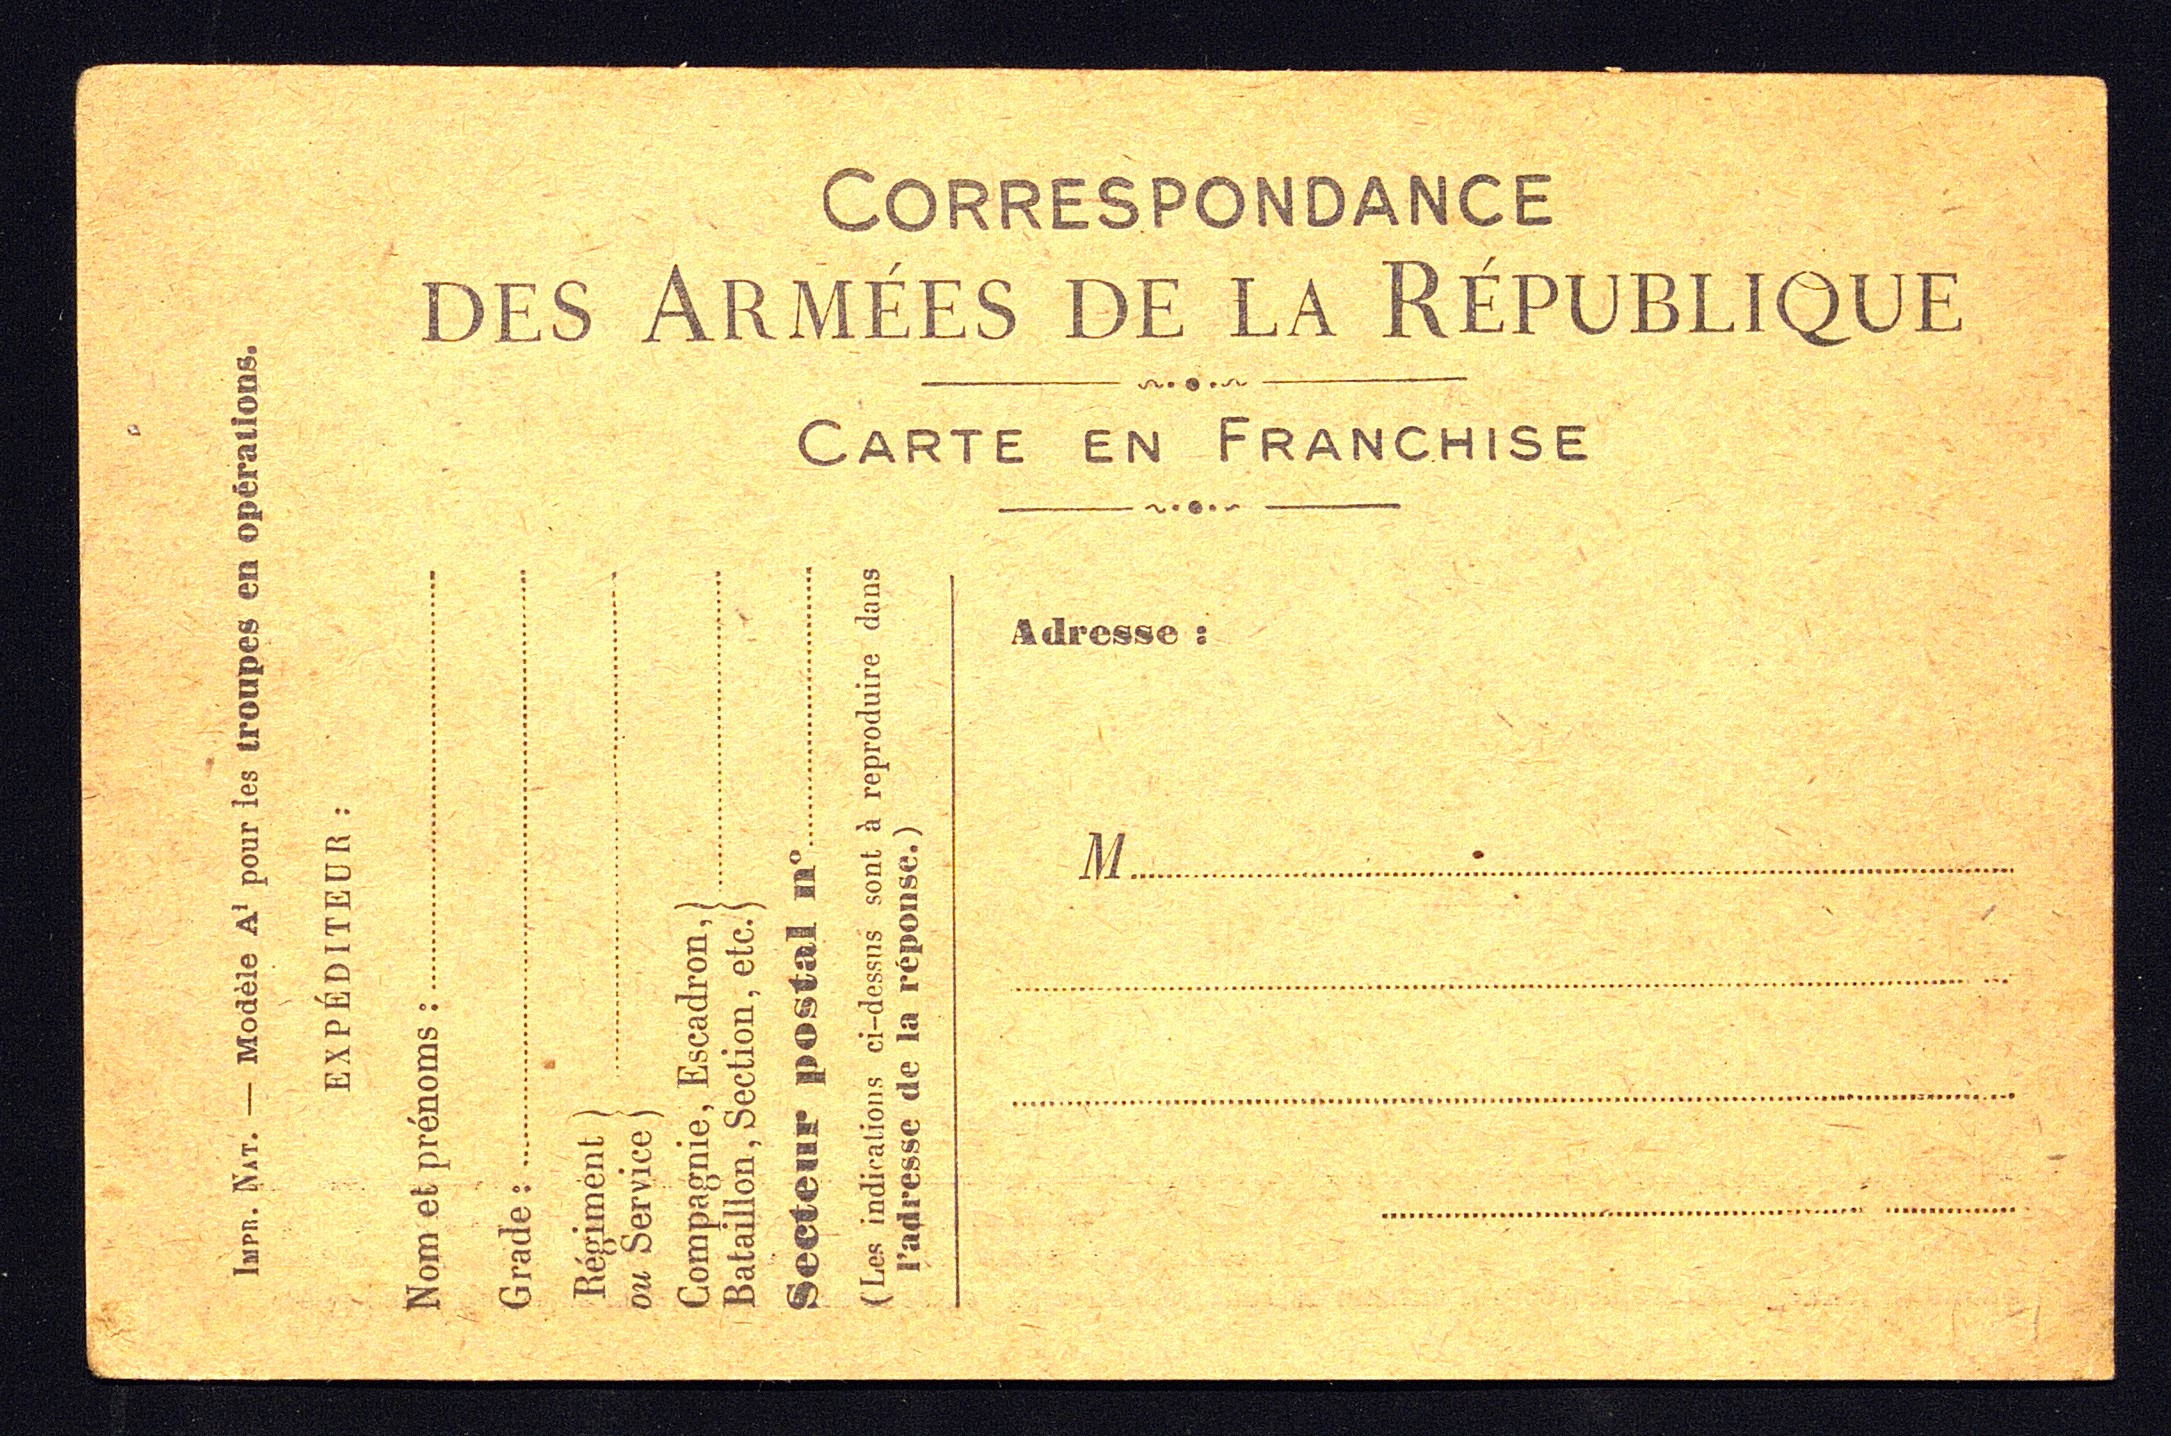 CORRESPONDANCE
DES ARMÉES DE LA RÉPUBLIQUE
CARTE EN FRANCHISE
IMPR. NAT. — Modèle A¹ pour les troupes en opérations.
EXPÉDITEUR :
Nom et prénoms :
Grade :
Régiment }
ou Service }
Compagnie, Escadron, }
Bataillon, Section, etc. }
Secteur postal n°
(Les indications ci-dessus sont à reproduire dans
l'adresse de la réponse.)
Adresse :
M